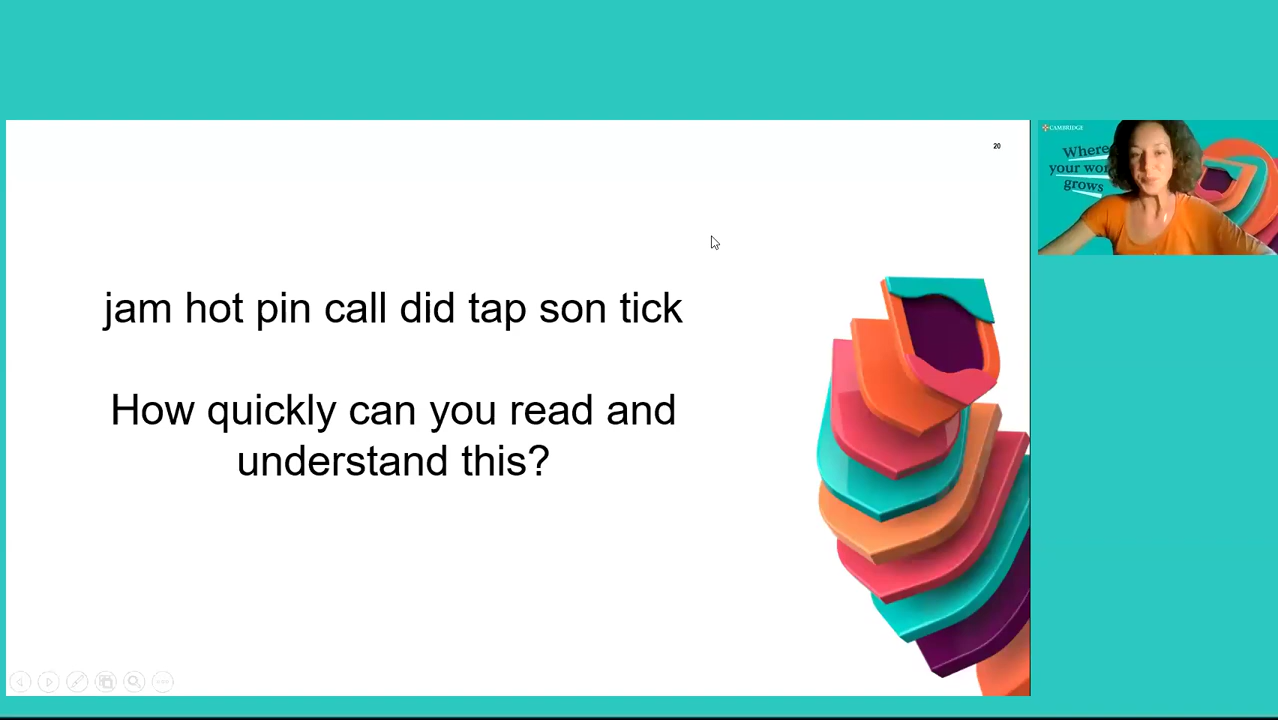 20
CAMBRIDGE
Where
your
grows
jam hot pin call did tap son tick
How quickly can you read and
understand this?